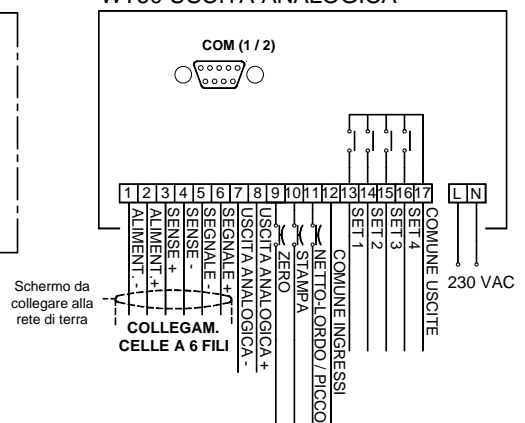 W100 USCITA ANALOGICA
COM (1 / 2)
1 2 3 4 5 6 7 8 9 10 11 12 13 14 15 16 17
L N
ALIMENT. -
ALIMENT. +
SENSE +
SENSE -
SEGNALE -
SEGNALE +
USCITA ANALOGICA -
USCITA ANALOGICA +
ZERO
STAMPA
NETTO-LORDO / PICCO
COMUNE INGRESSI
SET 1
SET 2
SET 3
SET 4
COMUNE USCITE
230 VAC
Schermo da
collegare alla
rete di terra
COLLEGAM.
CELLE A 6 FILI